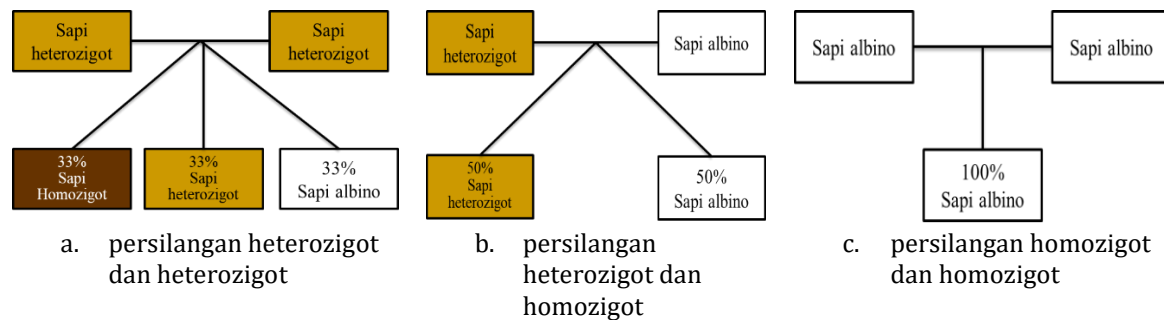 Sapi
heterozigot
Sapi
heterozigot
33%
Sapi
Homozigot
33%
Sapi
heterozigot
33%
Sapi albino
a. persilangan heterozigot
dan heterozigot
Sapi
heterozigot
Sapi albino
50%
Sapi
heterozigot
50%
Sapi albino
b. persilangan
heterozigot dan
homozigot
Sapi albino
Sapi albino
100%
Sapi albino
c. persilangan homozigot
dan homozigot